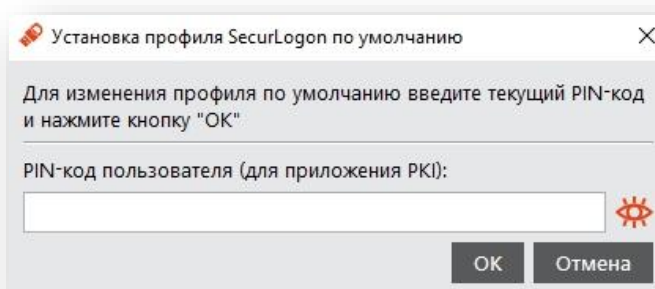 Установка профиля SecurLogon по умолчанию
Для изменения профиля по умолчанию введите текущий PIN-код
и нажмите кнопку "ОК"
PIN-код пользователя (для приложения PKI):
ОК
Отмена